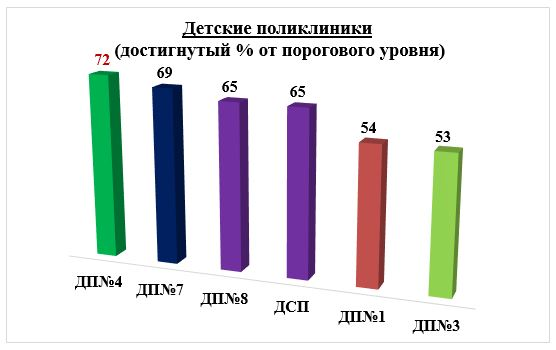 Детские поликлиники
(достигнутый % от порогового уровня)
72
69
65
65
54
53
ДП№4
ДП№7
ДП№8
ДСП
ДП№1
ДП№3